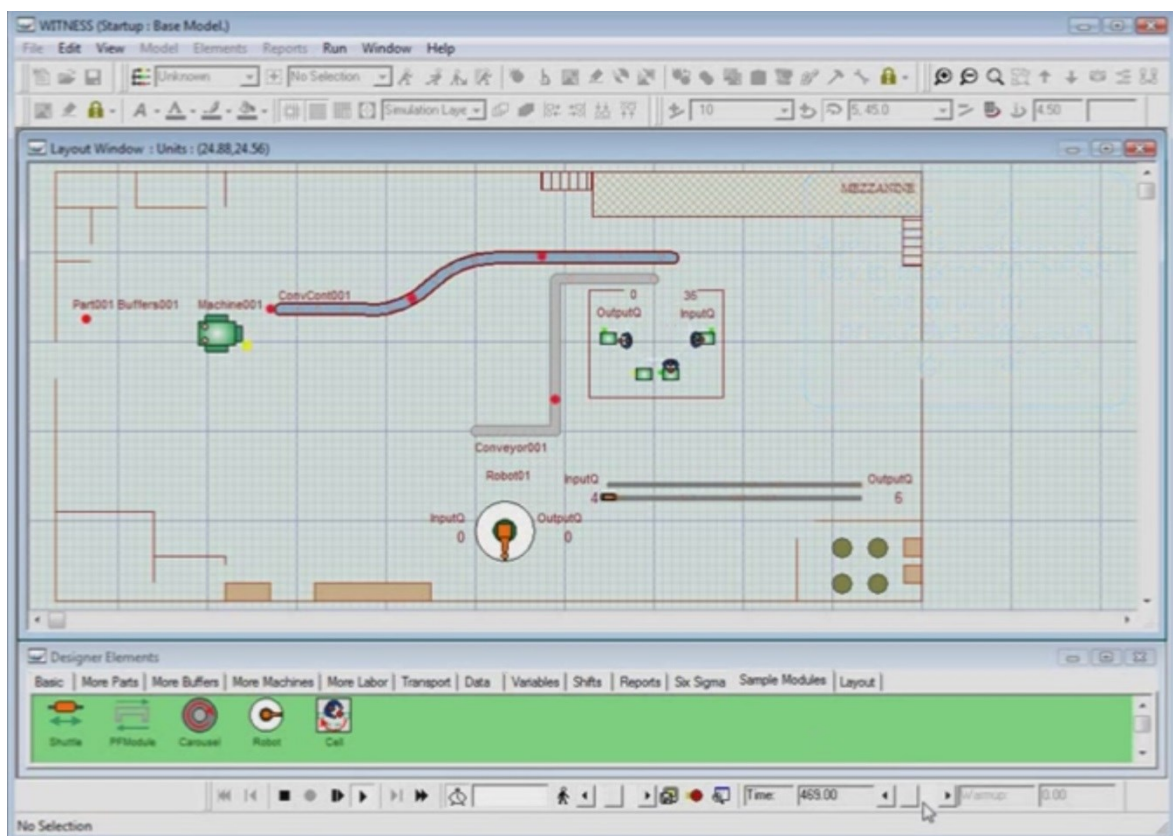 WITNESS (Startup : Base Model.)
File Edit View Model Elements Reports Run Window Help
Unknown No Selection
A A Simulation Laye 10 5, 45.0 4.50
Layout Window : Units : (24.88,24.56)
MEZZANINE
Part001 Buffers001 Machine001 ConvCont001
0 36
OutputQ InputQ
Conveyor001
Robot01 InputQ OutputQ
4 6
InputQ OutputQ
0 0
Designer Elements
Basic More Parts More Buffers More Machines More Labor Transport Data Variables Shifts Reports Six Sigma Sample Modules Layout
Shuttle PFModule Carousel Robot Cell
Time: 469.00 Warmup: 0.00
No Selection